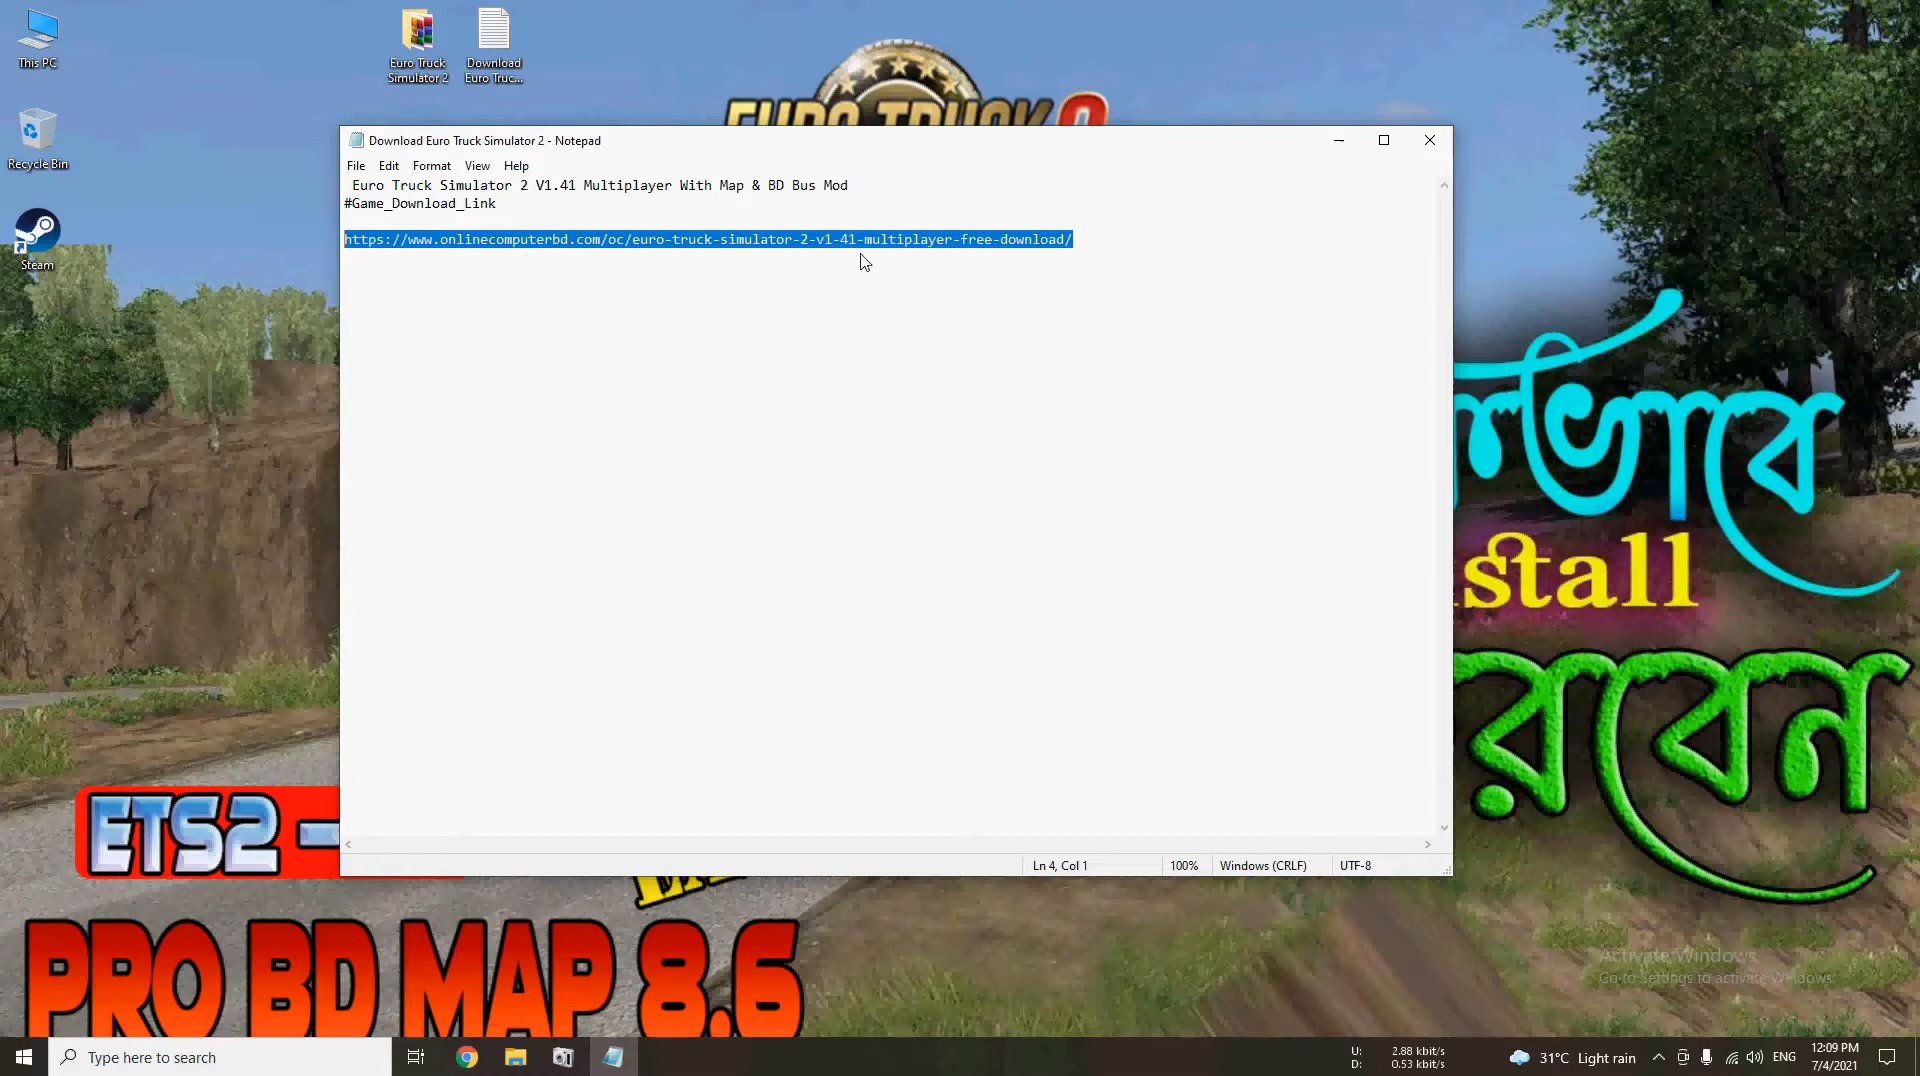 This PC
Recycle Bin
Steam
Euro Truck
Simulator 2
Download
Euro Truc...
EURO TRUCK 2
Download Euro Truck Simulator 2 - Notepad
File Edit Format View Help
Euro Truck Simulator 2 V1.41 Multiplayer With Map & BD Bus Mod
#Game_Download_Link
https://www.onlinecomputerbd.com/oc/euro-truck-simulator-2-v1-41-multiplayer-free-download/
Ln 4, Col 1 100% Windows (CRLF) UTF-8
ভাবে
stall
রবেন
ETS2 -
PRO BD MAP 8.6
Activate Windows
Go to Settings to activate Windows.
Type here to search
U: 2.88 kbit/s
D: 0.53 kbit/s
31°C Light rain
ENG
12:09 PM
7/4/2021